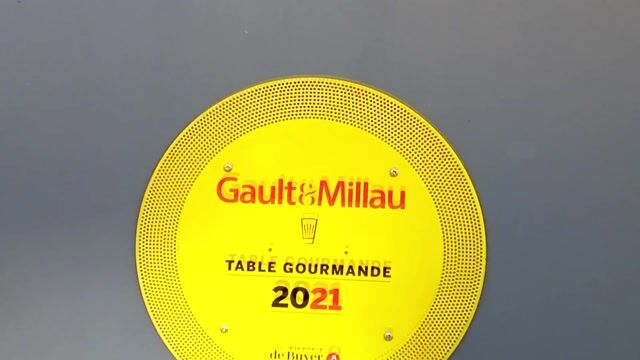 Gault&Millau
TABLE GOURMANDE
2021
de Buyer